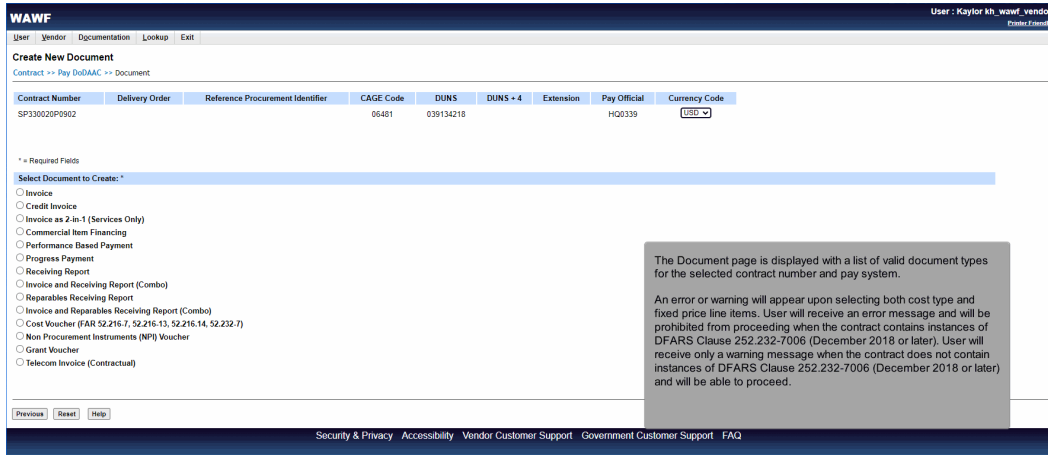 WAWF
User : Kaylor kh_wawf_vendo
Printer Friendl
User Vendor Documentation Lookup Exit
Create New Document
Contract >> Pay DoDAAC >> Document
Contract Number Delivery Order Reference Procurement Identifier CAGE Code DUNS DUNS + 4 Extension Pay Official Currency Code
SP330020P0902 06481 039134218 HQ0339 USD
* = Required Fields
Select Document to Create: *
Invoice
Credit Invoice
Invoice as 2-in-1 (Services Only)
Commercial Item Financing
Performance Based Payment
Progress Payment
Receiving Report
Invoice and Receiving Report (Combo)
Reparables Receiving Report
Invoice and Reparables Receiving Report (Combo)
Cost Voucher (FAR 52.216-7, 52.216-13, 52.216.14, 52.232-7)
Non Procurement Instruments (NPI) Voucher
Grant Voucher
Telecom Invoice (Contractual)
The Document page is displayed with a list of valid document types
for the selected contract number and pay system.
An error or warning will appear upon selecting both cost type and
fixed price line items. User will receive an error message and will be
prohibited from proceeding when the contract contains instances of
DFARS Clause 252.232-7006 (December 2018 or later). User will
receive only a warning message when the contract does not contain
instances of DFARS Clause 252.232-7006 (December 2018 or later)
and will be able to proceed.
Previous Reset Help
Security & Privacy Accessibility Vendor Customer Support Government Customer Support FAQ